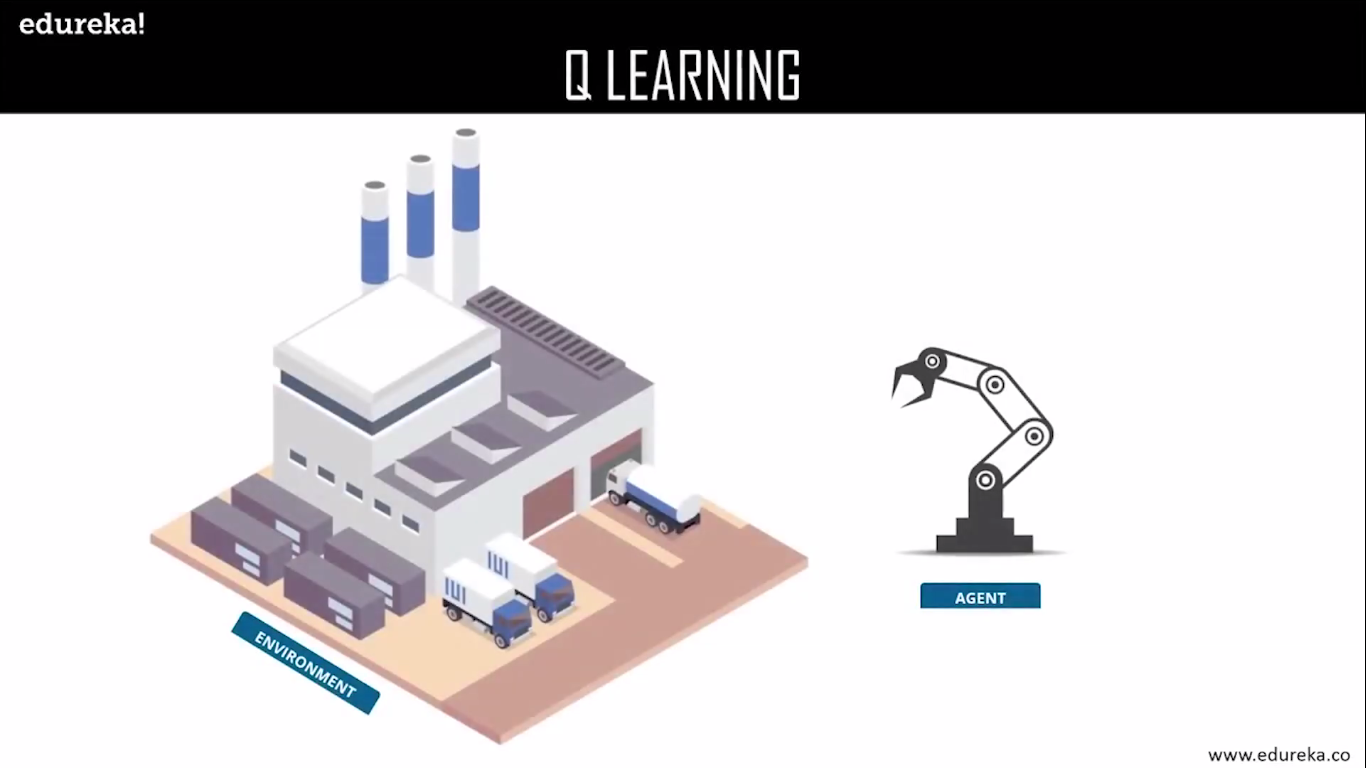 edureka!
Q LEARNING
ENVIRONMENT
AGENT
www.edureka.co